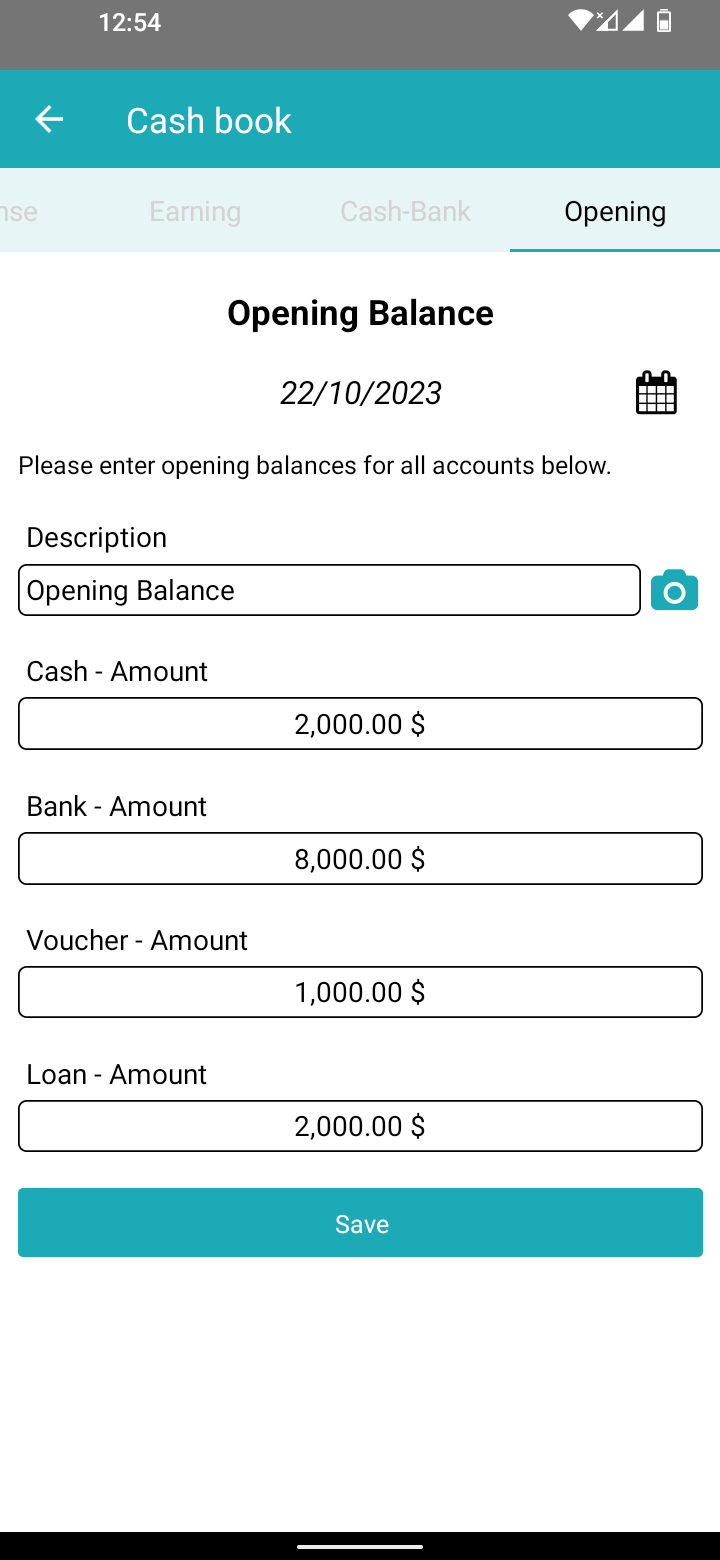 12:54
Cash book
nse Earning Cash-Bank Opening
Opening Balance
22/10/2023
Please enter opening balances for all accounts below.
Description
Opening Balance
Cash - Amount
2,000.00 $
Bank - Amount
8,000.00 $
Voucher - Amount
1,000.00 $
Loan - Amount
2,000.00 $
Save